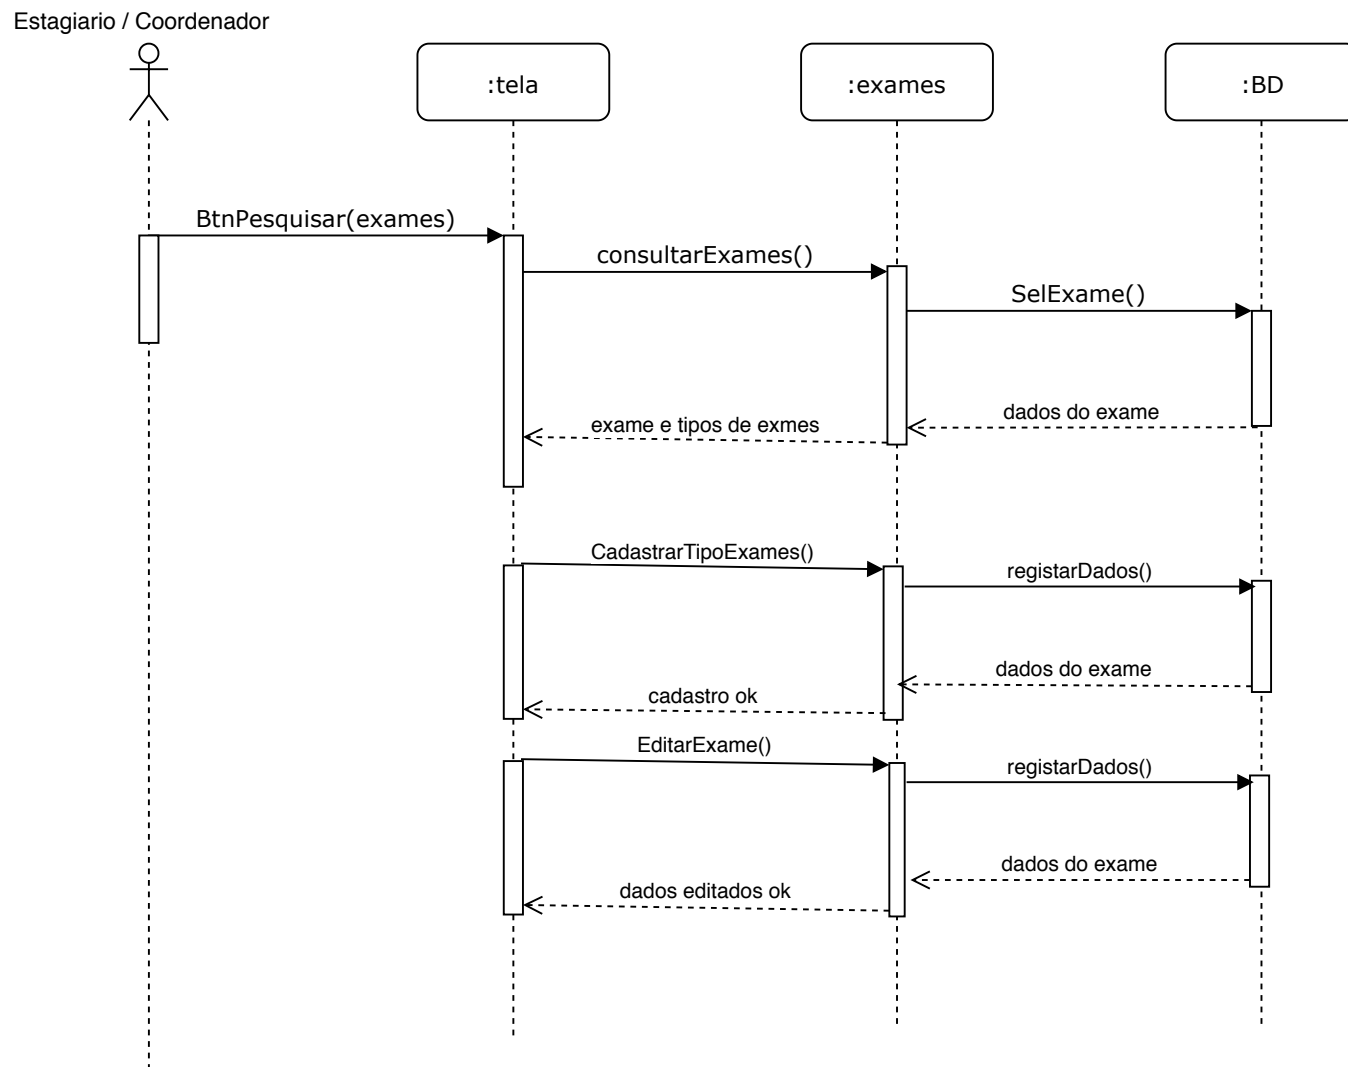 Estagiario / Coordenador
:tela
:exames
:BD
BtnPesquisar(exames)
consultarExames()
SelExame()
dados do exame
exame e tipos de exmes
CadastrarTipoExames()
registarDados()
dados do exame
cadastro ok
EditarExame()
registarDados()
dados do exame
dados editados ok